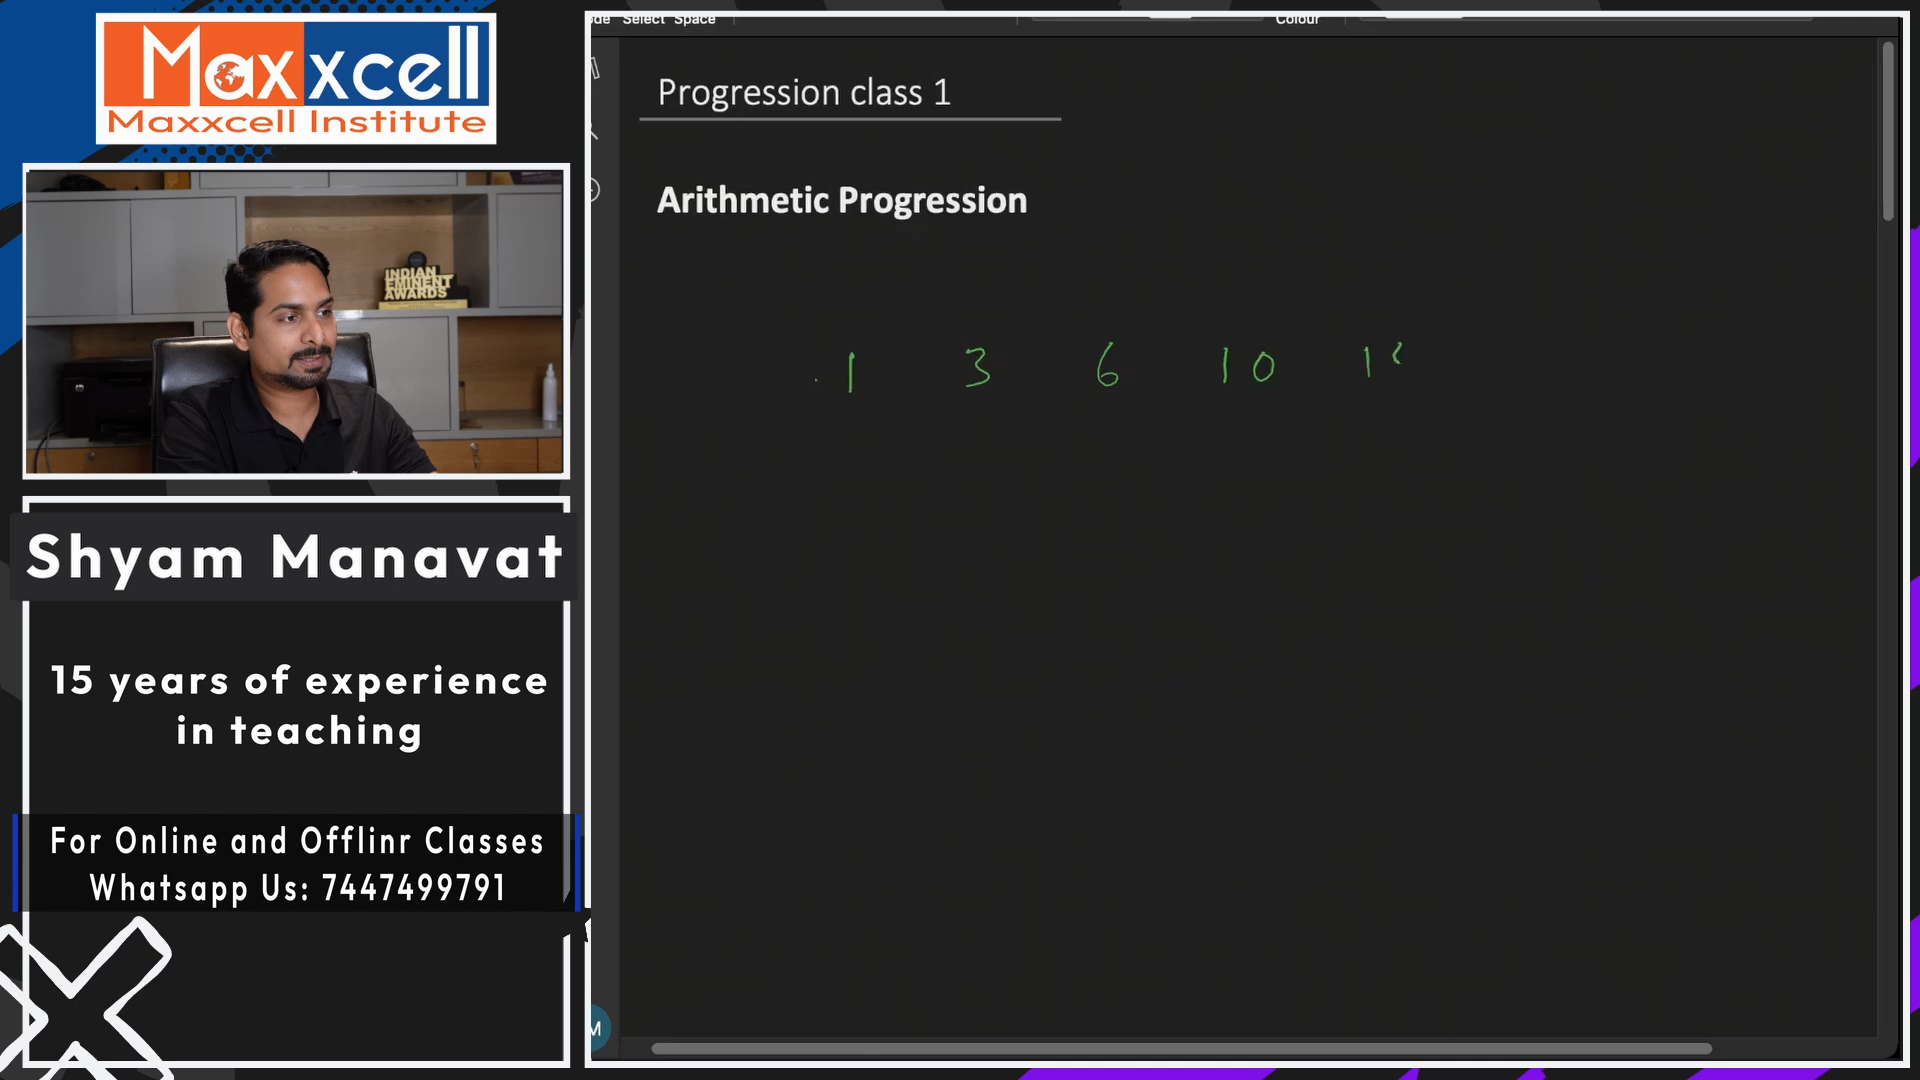 Maxxcell
Maxxcell Institute
INDIAN
EMINENT
AWARDS
Shyam Manavat
15 years of experience
in teaching
For Online and Offlinr Classes
Whatsapp Us: 7447499791
Select Space
Colour
Progression class 1
Arithmetic Progression
1 3 6 10
M